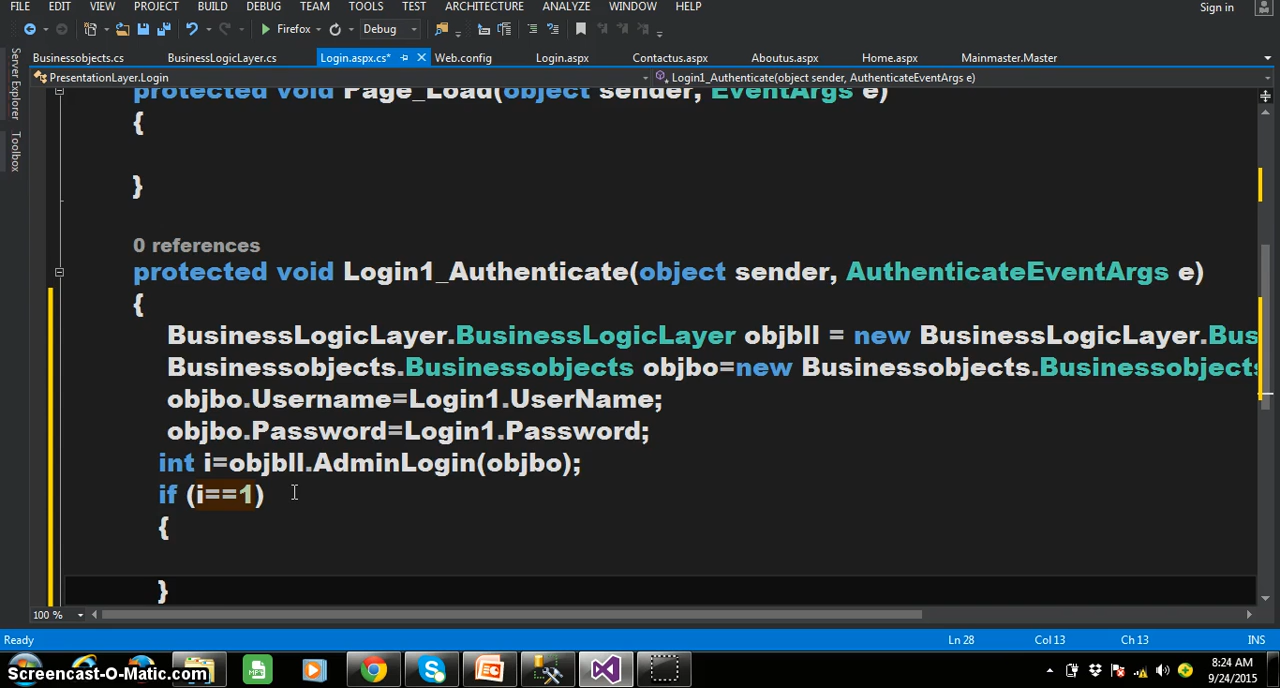 FILE EDIT VIEW PROJECT BUILD DEBUG TEAM TOOLS TEST ARCHITECTURE ANALYZE WINDOW HELP Sign in
Firefox Debug
Businessobjects.cs BusinessLogicLayer.cs Login.aspx.cs* Web.config Login.aspx Contactus.aspx Aboutus.aspx Home.aspx Mainmaster.Master
PresentationLayer.Login Login1_Authenticate(object sender, AuthenticateEventArgs e)
Server Explorer
Toolbox
protected void Page_Load(object sender, EventArgs e)
{
}
0 references
protected void Login1_Authenticate(object sender, AuthenticateEventArgs e)
{
BusinessLogicLayer.BusinessLogicLayer objbll = new BusinessLogicLayer.Bus
Businessobjects.Businessobjects objbo=new Businessobjects.Businessobjects
objbo.Username=Login1.UserName;
objbo.Password=Login1.Password;
int i=objbll.AdminLogin(objbo);
if (i==1)
{
}
100 %
Ready Ln 28 Col 13 Ch 13 INS
Screencast-O-Matic.com
8:24 AM
9/24/2015